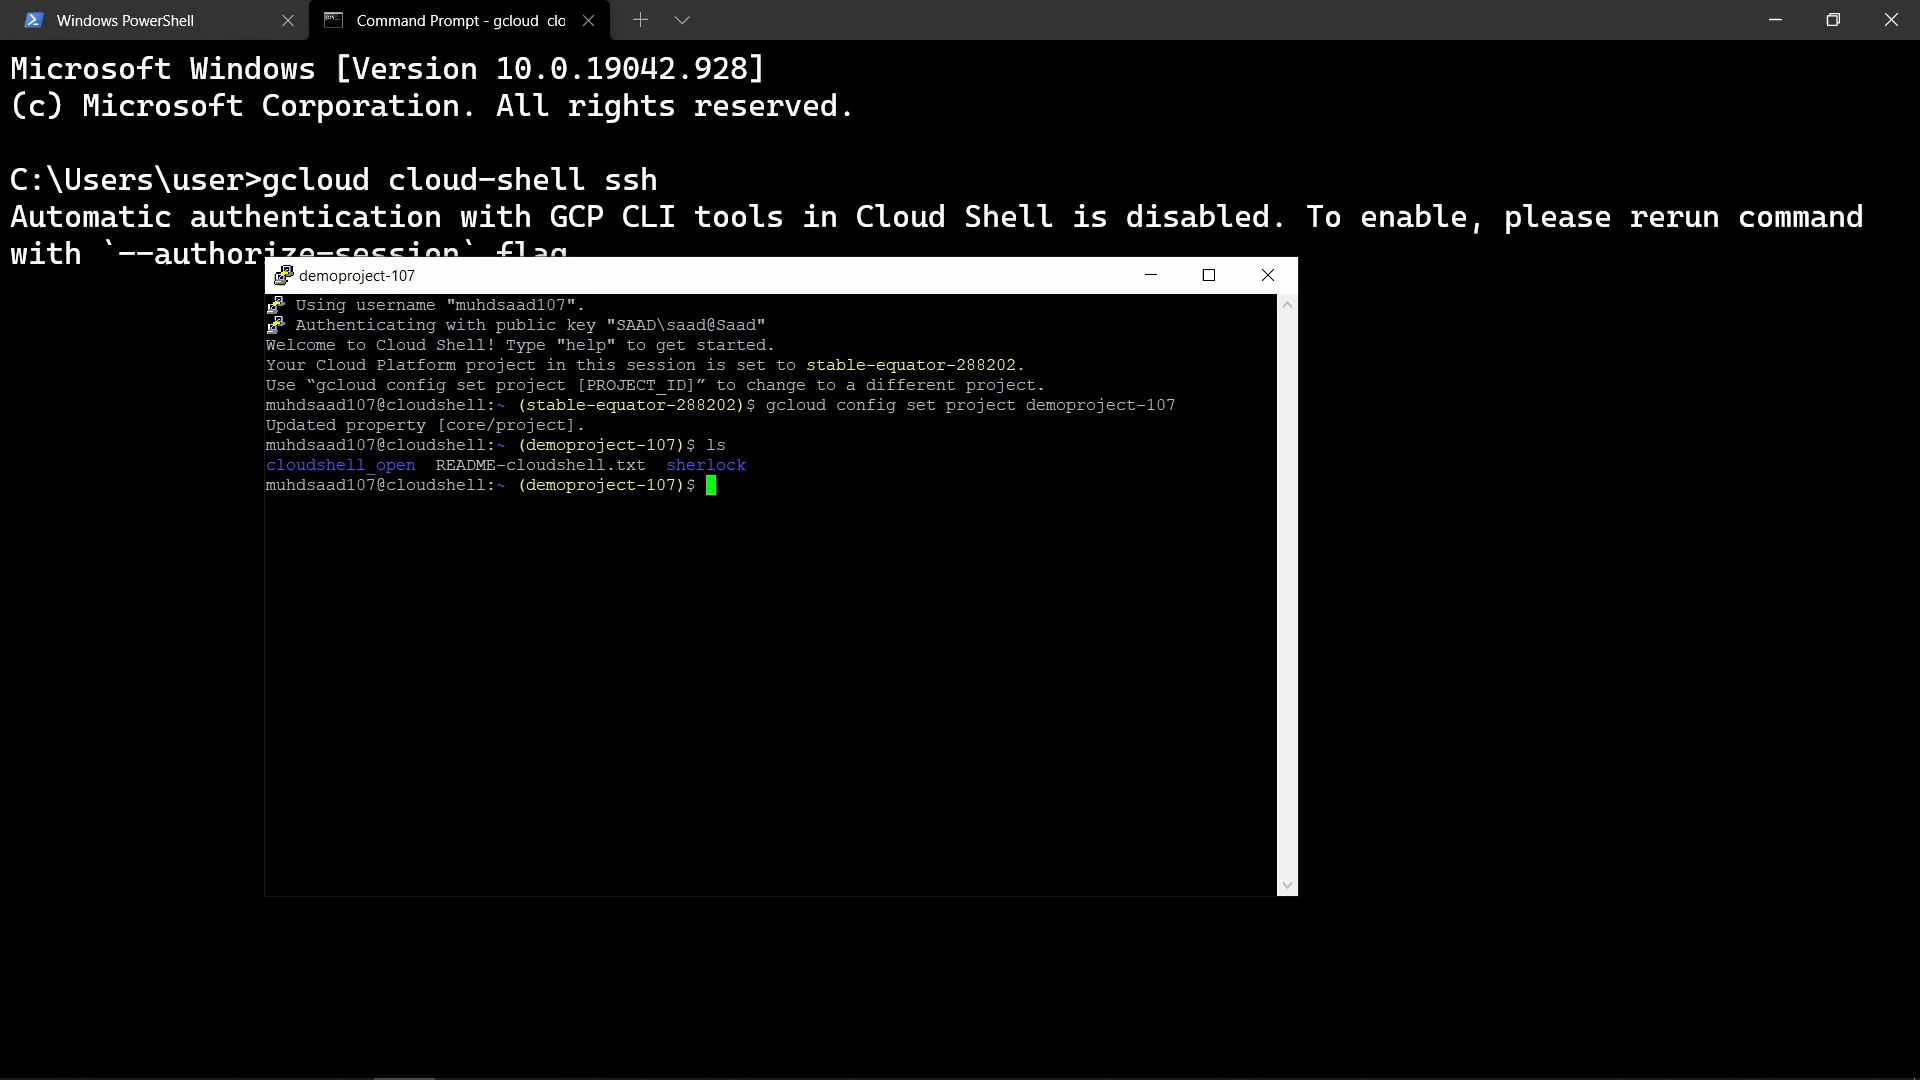 Windows PowerShell
Command Prompt - gcloud clo
Microsoft Windows [Version 10.0.19042.928]
(c) Microsoft Corporation. All rights reserved.
C:\Users\user>gcloud cloud-shell ssh
Automatic authentication with GCP CLI tools in Cloud Shell is disabled. To enable, please rerun command
with `--authorize-session` flag
demoproject-107
Using username "muhdsaad107".
Authenticating with public key "SAAD\saad@Saad"
Welcome to Cloud Shell! Type "help" to get started.
Your Cloud Platform project in this session is set to stable-equator-288202.
Use “gcloud config set project [PROJECT_ID]” to change to a different project.
muhdsaad107@cloudshell:~ (stable-equator-288202)$ gcloud config set project demoproject-107
Updated property [core/project].
muhdsaad107@cloudshell:~ (demoproject-107)$ ls
cloudshell_open  README-cloudshell.txt  sherlock
muhdsaad107@cloudshell:~ (demoproject-107)$